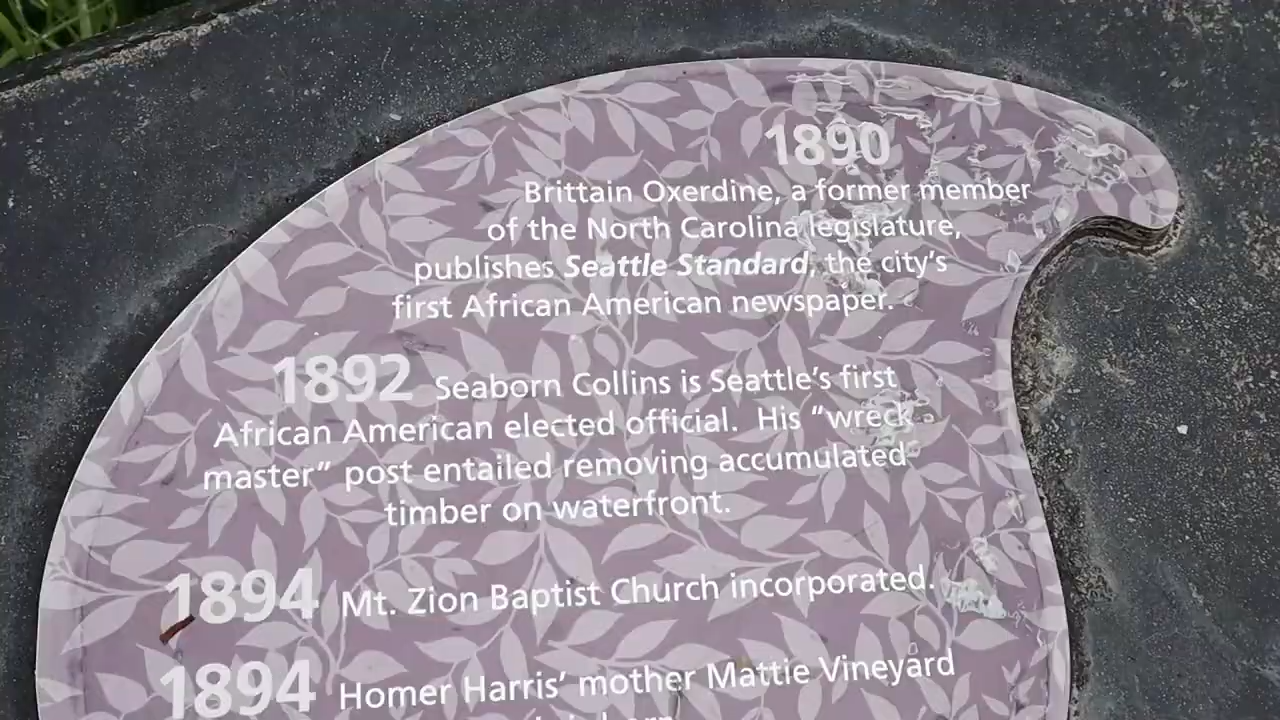 1890
Brittain Oxerdine, a former member
of the North Carolina legislature,
publishes Seattle Standard, the city's
first African American newspaper.
1892 Seaborn Collins is Seattle's first
African American elected official. His “wreck
master” post entailed removing accumulated
timber on waterfront.
1894 Mt. Zion Baptist Church incorporated.
1894 Homer Harris' mother Mattie Vineyard